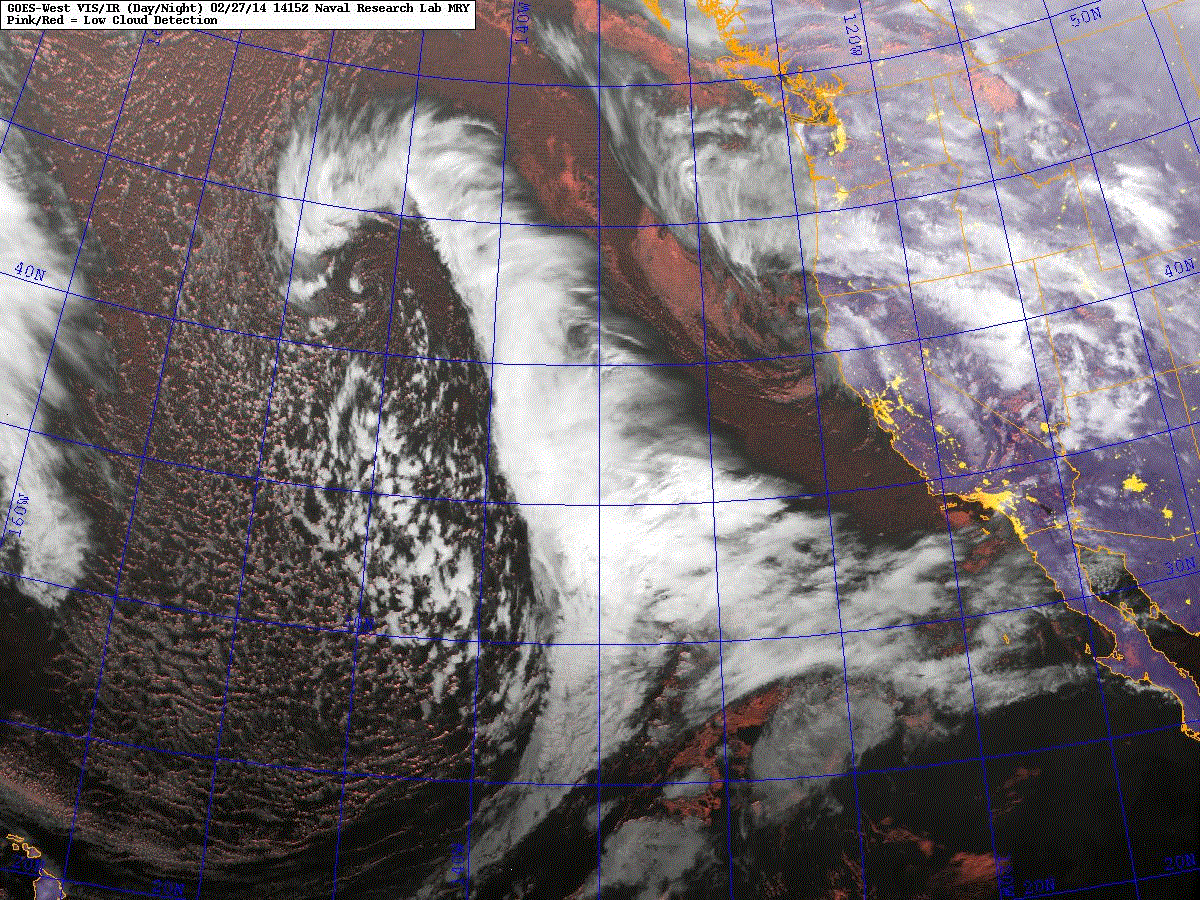 GOES-West VIS/IR (Day/Night) 02/27/14 1415Z Naval Research Lab MRY
Pink/Red = Low Cloud Detection
140W
120W
50N
40N
40N
160W
30N
20N
20N